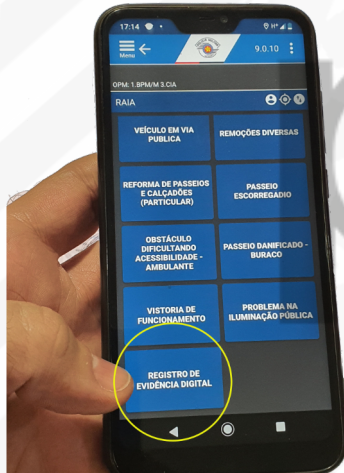 17:14
H+
Menu
9.0.10
OPM: 1.BPM/M 3.CIA
RAIA
VEÍCULO EM VIA
PUBLICA
REMOÇÕES DIVERSAS
REFORMA DE PASSEIOS
E CALÇADÕES
(PARTICULAR)
PASSEIO
ESCORREGADIO
OBSTÁCULO
DIFICULTANDO
ACESSIBILIDADE -
AMBULANTE
PASSEIO DANIFICADO -
BURACO
VISTORIA DE
FUNCIONAMENTO
PROBLEMA NA
ILUMINAÇÃO PÚBLICA
REGISTRO DE
EVIDÊNCIA DIGITAL